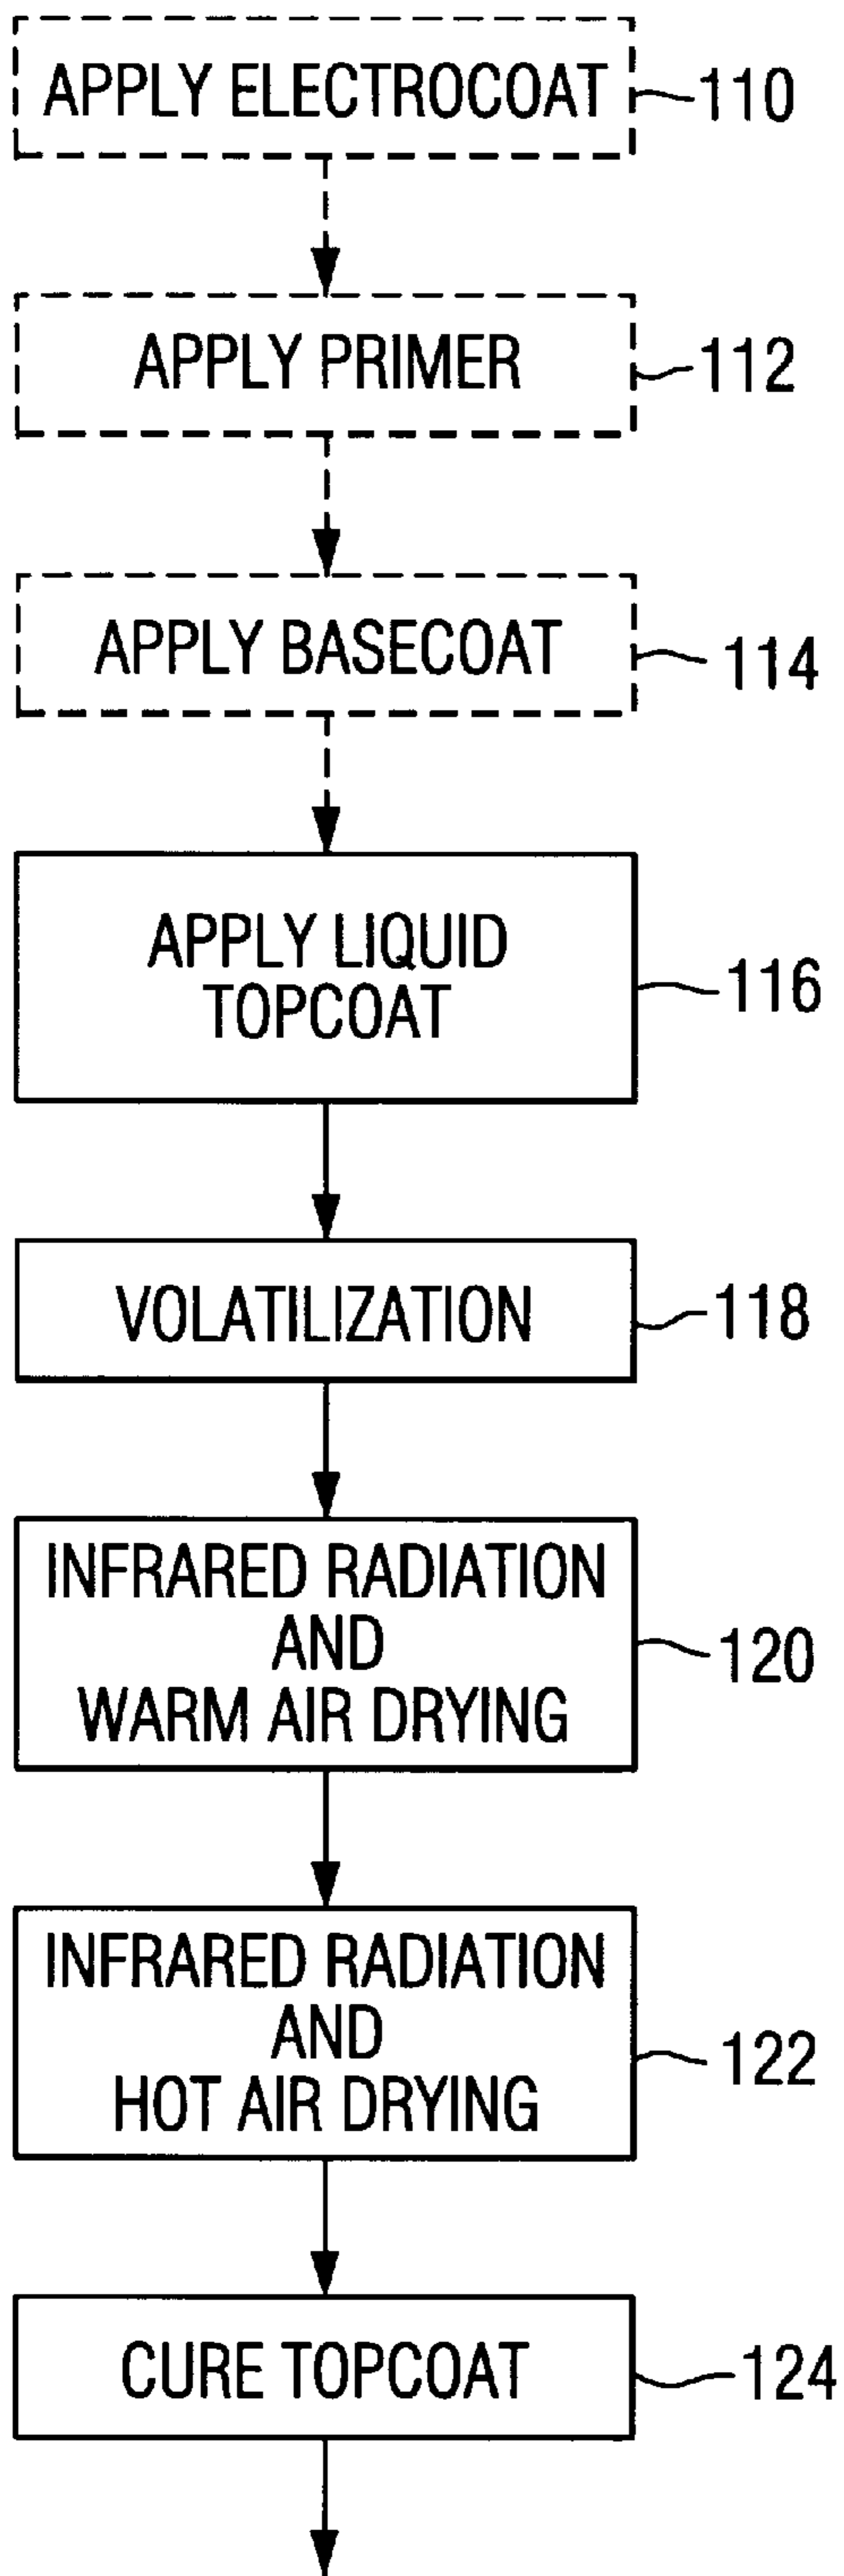 APPLY ELECTROCOAT
110
APPLY PRIMER
112
APPLY BASECOAT
114
APPLY LIQUID
TOPCOAT
116
VOLATILIZATION
118
INFRARED RADIATION
AND
WARM AIR DRYING
120
INFRARED RADIATION
AND
HOT AIR DRYING
122
CURE TOPCOAT
124